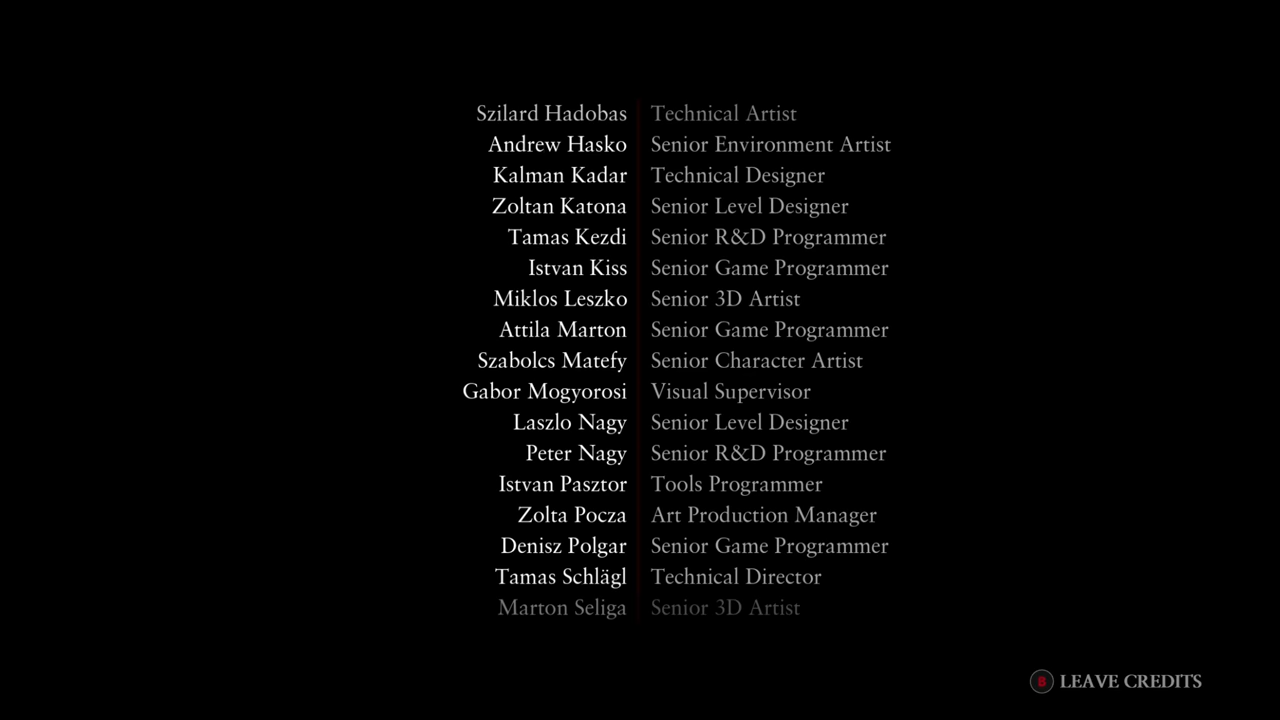 Szilard Hadobas Technical Artist
Andrew Hasko Senior Environment Artist
Kalman Kadar Technical Designer
Zoltan Katona Senior Level Designer
Tamas Kezdi Senior R&D Programmer
Istvan Kiss Senior Game Programmer
Miklos Leszko Senior 3D Artist
Attila Marton Senior Game Programmer
Szabolcs Matefy Senior Character Artist
Gabor Mogyorosi Visual Supervisor
Laszlo Nagy Senior Level Designer
Peter Nagy Senior R&D Programmer
Istvan Pasztor Tools Programmer
Zolta Pocza Art Production Manager
Denisz Polgar Senior Game Programmer
Tamas Schlägl Technical Director
Marton Seliga Senior 3D Artist
B LEAVE CREDITS